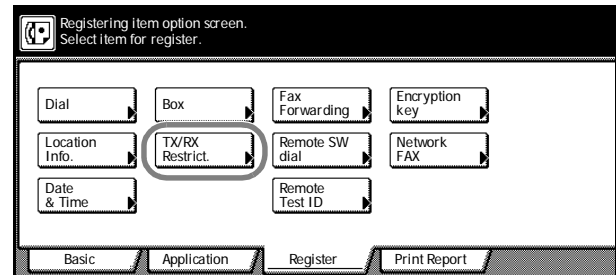 Registering item option screen.
Select item for register.
Dial
Box
Fax
Forwarding
Encryption
key
Location
Info.
TX/RX
Restrict.
Remote SW
dial
Network
FAX
Date
& Time
Remote
Test ID
Basic
Application
Register
Print Report